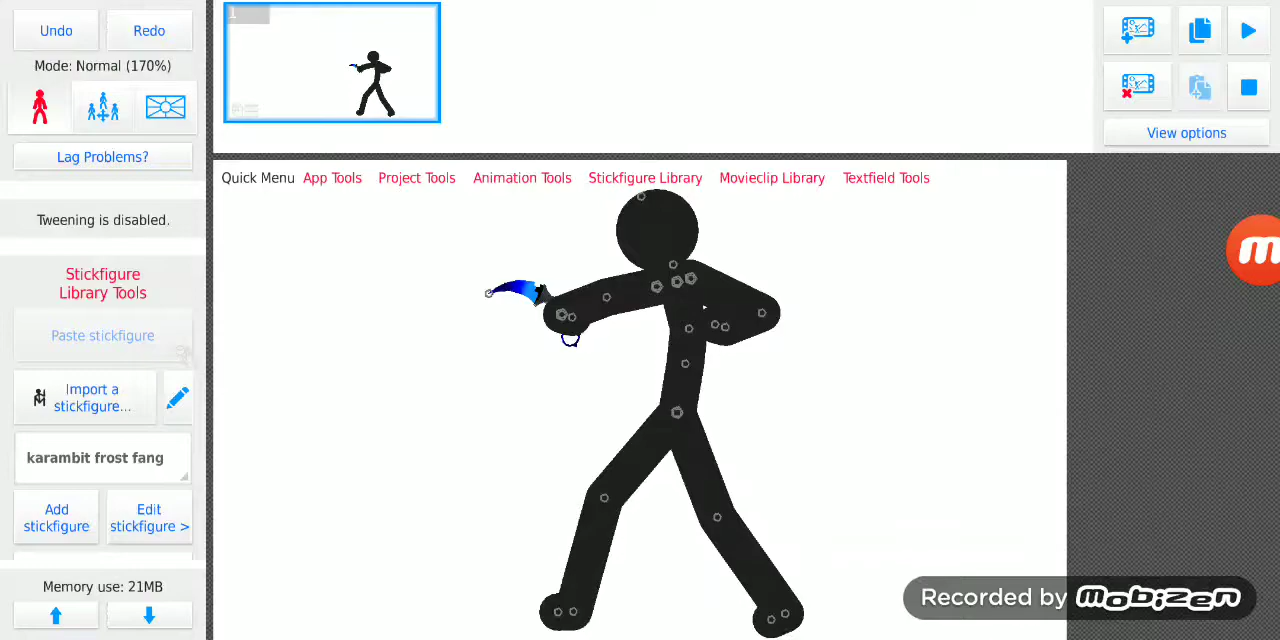 Undo
Redo
Mode: Normal (170%)
Lag Problems?
Tweening is disabled.
Stickfigure
Library Tools
Paste stickfigure
Import a
stickfigure...
karambit frost fang
Add
stickfigure
Edit
stickfigure >
Memory use: 21MB
1
View options
Quick Menu
App Tools
Project Tools
Animation Tools
Stickfigure Library
Movieclip Library
Textfield Tools
Recorded by mobizen